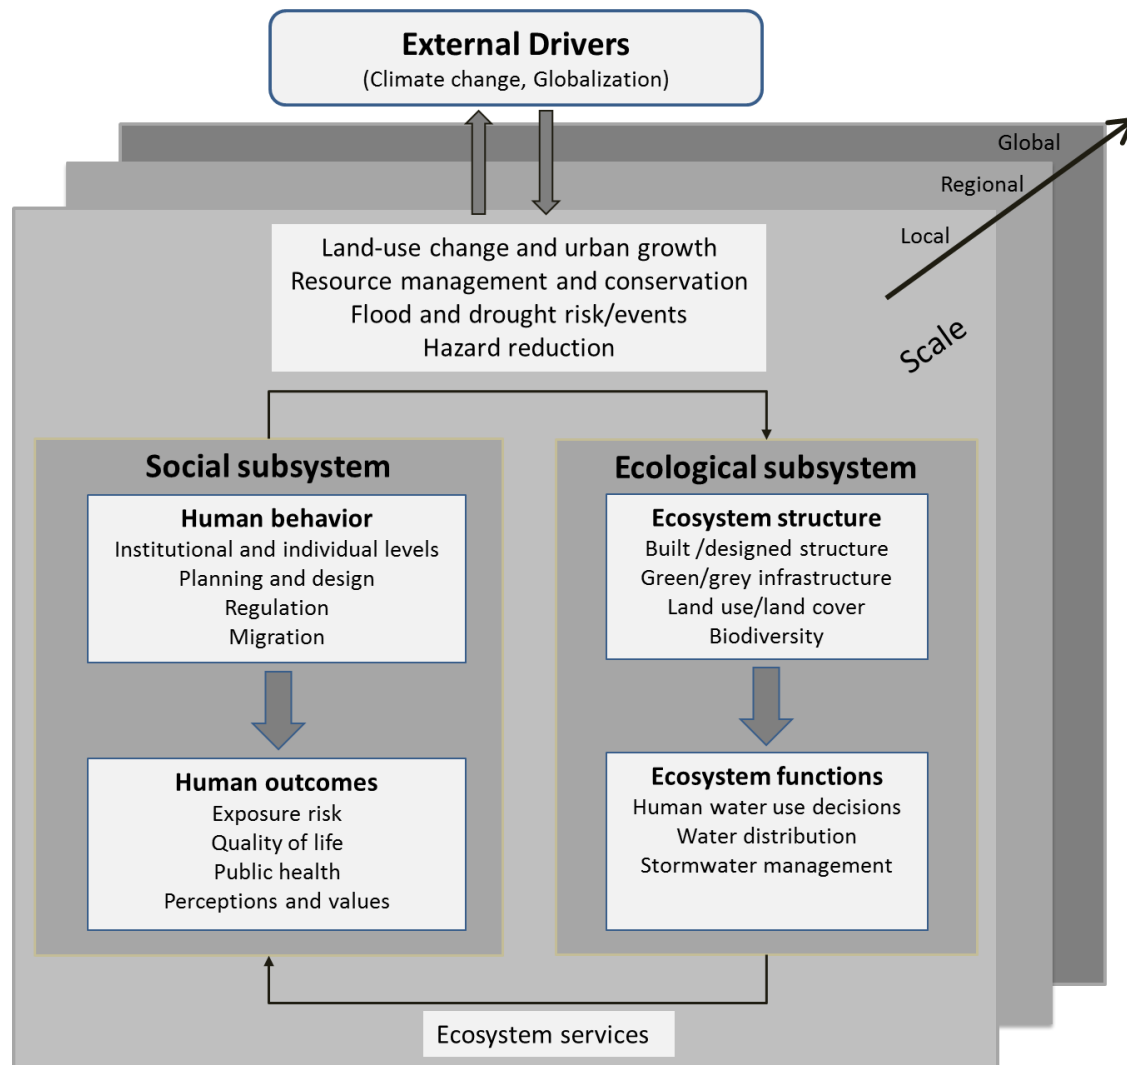 External Drivers
(Climate change, Globalization)
Global
Regional
Local
Scale
Land-use change and urban growth
Resource management and conservation
Flood and drought risk/events
Hazard reduction
Social subsystem
Human behavior
Institutional and individual levels
Planning and design
Regulation
Migration
Human outcomes
Exposure risk
Quality of life
Public health
Perceptions and values
Ecological subsystem
Ecosystem structure
Built /designed structure
Green/grey infrastructure
Land use/land cover
Biodiversity
Ecosystem functions
Human water use decisions
Water distribution
Stormwater management
Ecosystem services